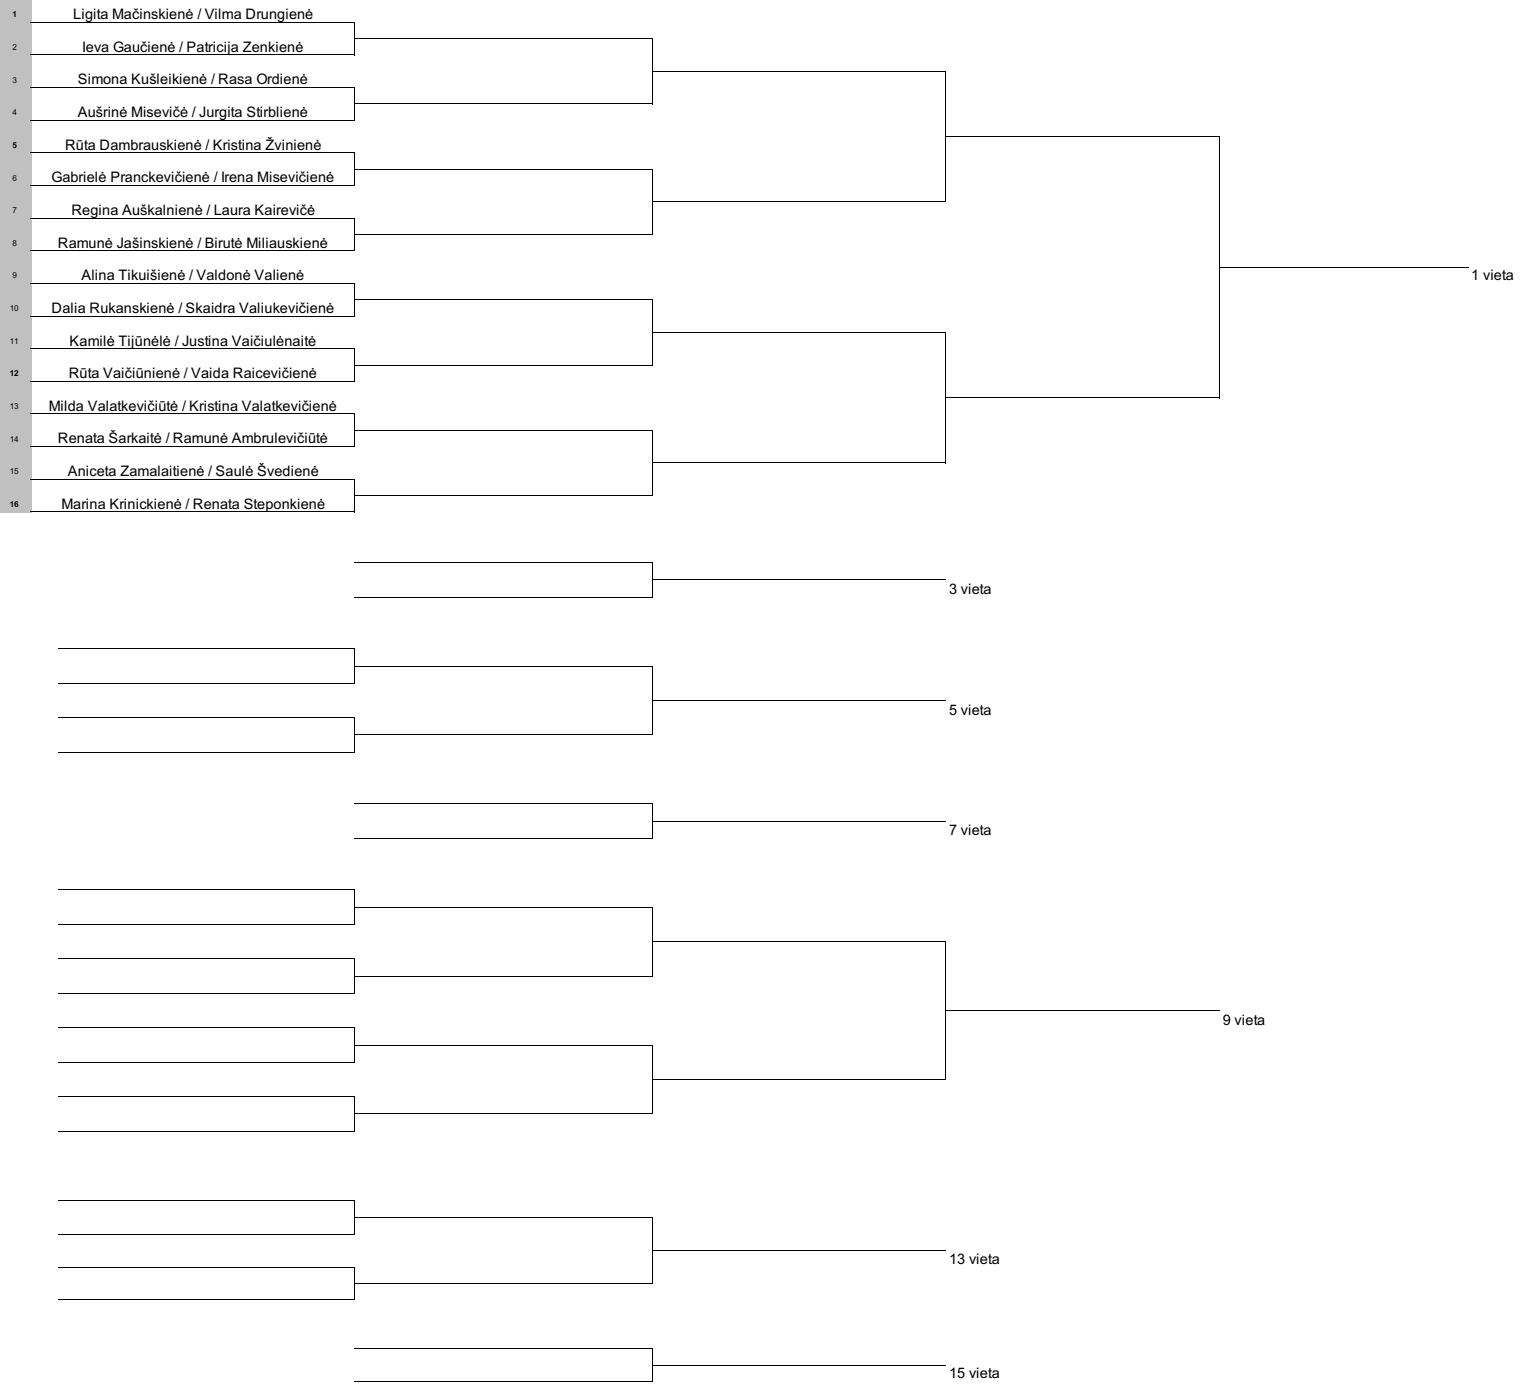 1 Ligita Mačinskienė / Vilma Drungienė
2 Ieva Gaučienė / Patricija Zenkienė
3 Simona Kušleikienė / Rasa Ordienė
4 Aušrinė Misevičė / Jurgita Stirblienė
5 Rūta Dambrauskienė / Kristina Žvinienė
6 Gabrielė Pranckevičienė / Irena Misevičienė
7 Regina Auškalnienė / Laura Kairevičė
8 Ramunė Jašinskienė / Birutė Miliauskienė
9 Alina Tikuišienė / Valdonė Valienė
1 vieta
10 Dalia Rukanskienė / Skaidra Valiukevičienė
11 Kamilė Tijūnėlė / Justina Vaičiulėnaitė
12 Rūta Vaičiūnienė / Vaida Raicevičienė
13 Milda Valatkevičiūtė / Kristina Valatkevičienė
14 Renata Šarkaitė / Ramunė Ambrulevičiūtė
15 Aniceta Zamalaitienė / Saulė Švedienė
16 Marina Krinickienė / Renata Steponkienė
3 vieta
5 vieta
7 vieta
9 vieta
13 vieta
15 vieta